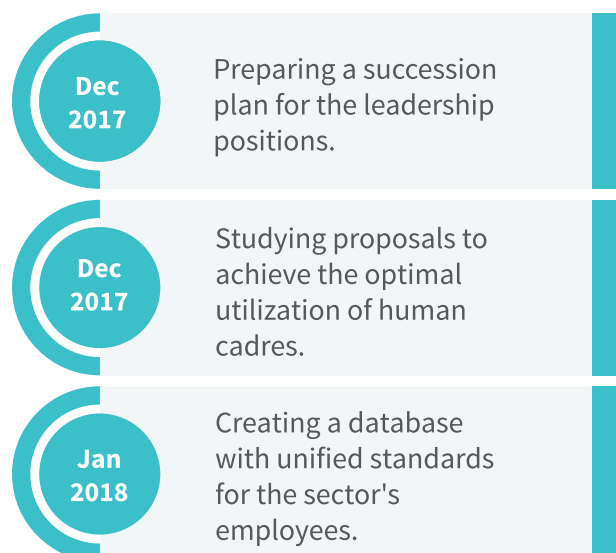 Dec
2017
Preparing a succession
plan for the leadership
positions.
Dec
2017
Studying proposals to
achieve the optimal
utilization of human
cadres.
Jan
2018
Creating a database
with unified standards
for the sector's
employees.